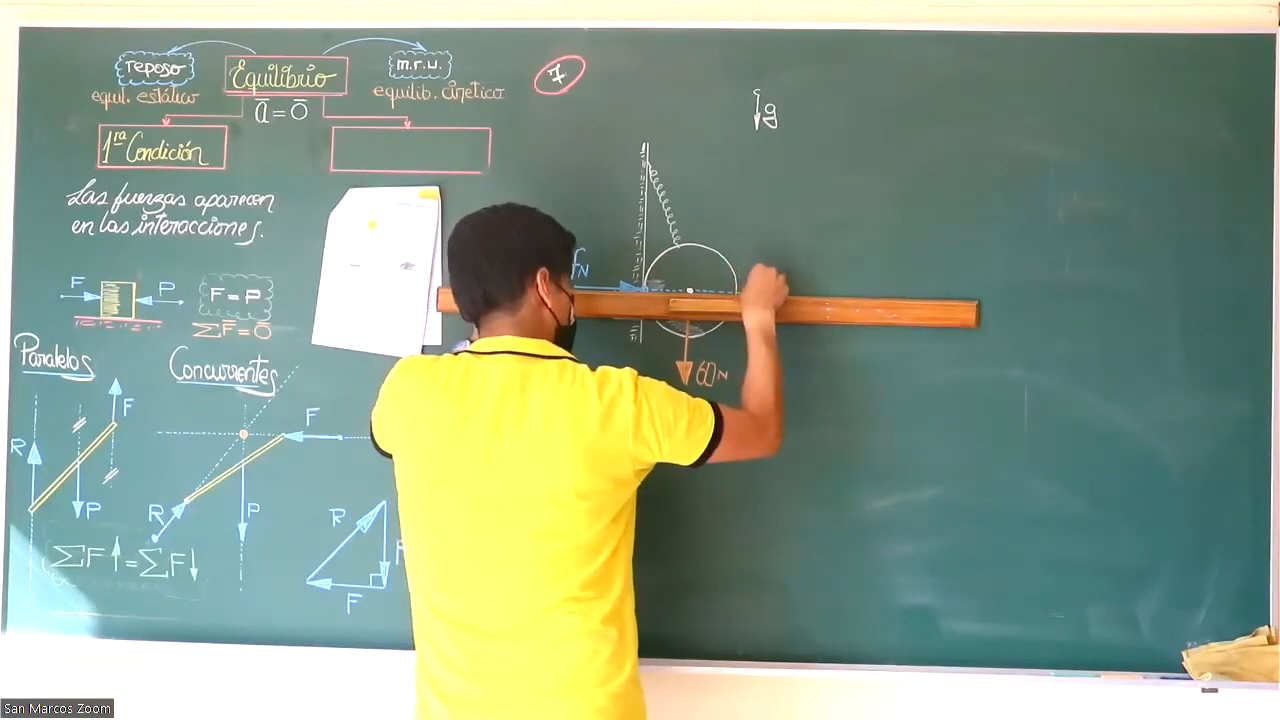 reposo
Equilibrio
m.r.u.
equil. estático
equilib. cinético
a = 0
1ra Condición
7
g
Las fuerzas aparecen
en las interacciones.
F
P
F = P
ΣF = 0
fN
60N
Paralelos
Concurrentes
F
R
P
F
R
P
R
F
ΣF↑ = ΣF↓
San Marcos Zoom